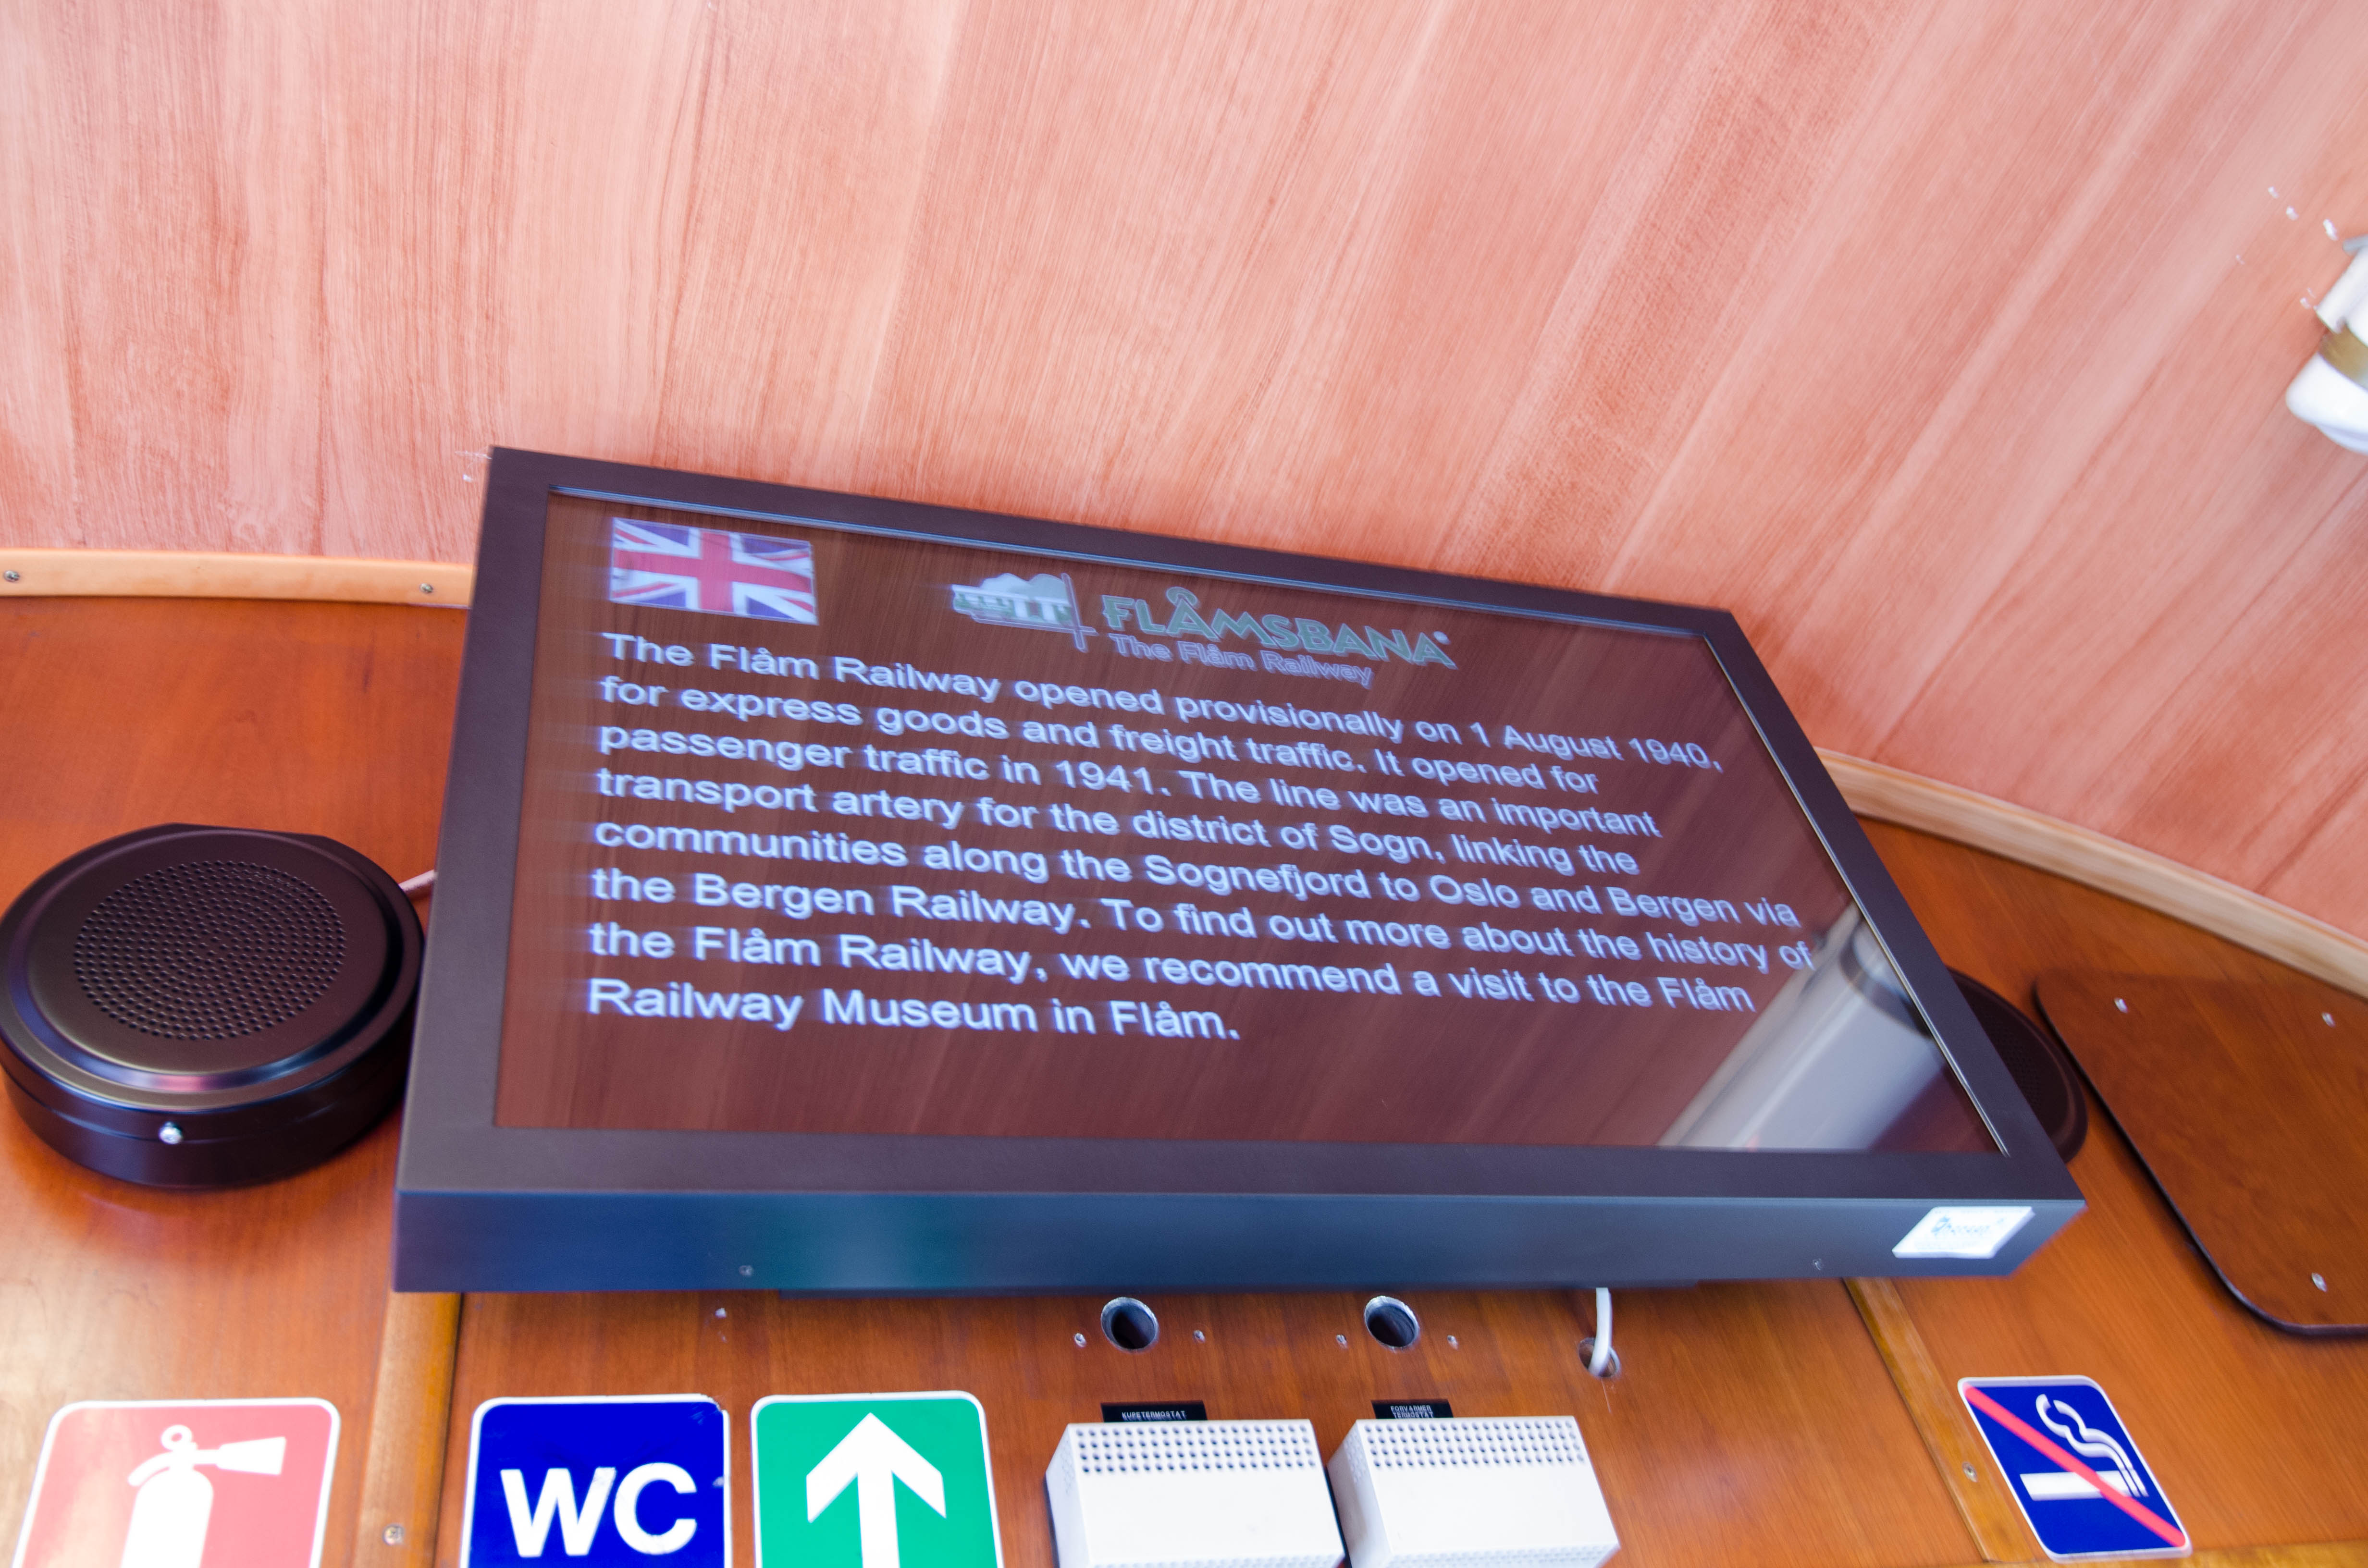 FLÅMSBANA®
The Flåm Railway
The Flåm Railway opened provisionally on 1 August 1940,
for express goods and freight traffic. It opened for
passenger traffic in 1941. The line was an important
transport artery for the district of Sogn, linking the
communities along the Sognefjord to Oslo and Bergen via
the Bergen Railway. To find out more about the history of
the Flåm Railway, we recommend a visit to the Flåm
Railway Museum in Flåm.
KUPETERMOSTAT
FORVARMER
TERMOSTAT
WC